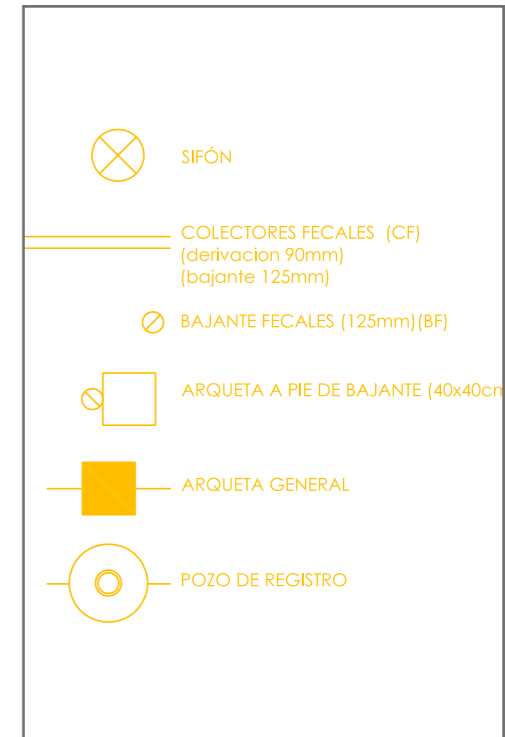 SIFÓN
COLECTORES FECALES (CF)
(derivacion 90mm)
(bajante 125mm)
BAJANTE FECALES (125mm)(BF)
ARQUETA A PIE DE BAJANTE (40x40cm
ARQUETA GENERAL
POZO DE REGISTRO